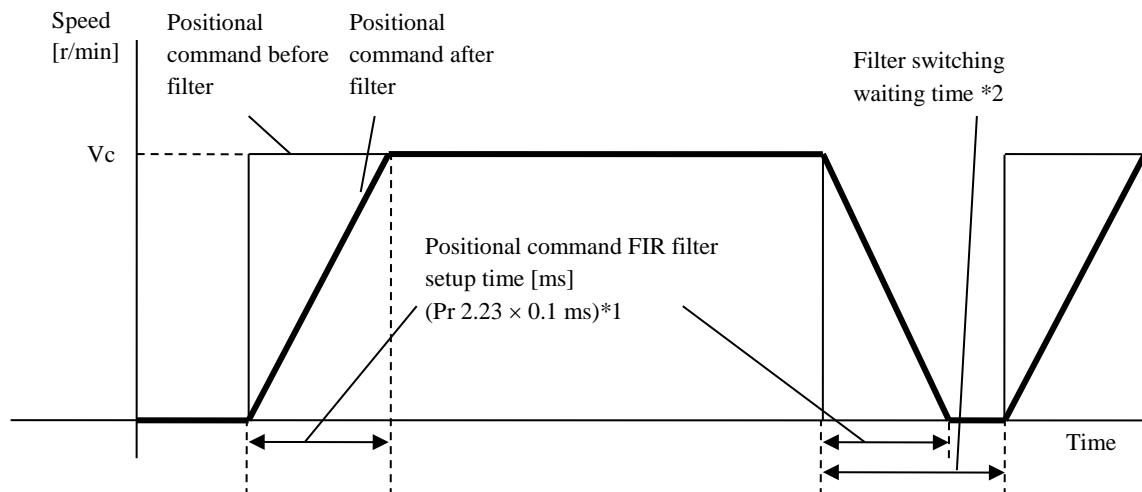 Speed
[r/min]
Positional
command before
filter
Positional
command after
filter
Filter switching
waiting time *2
Vc
Positional command FIR filter
setup time [ms]
(Pr 2.23 × 0.1 ms)*1
Time